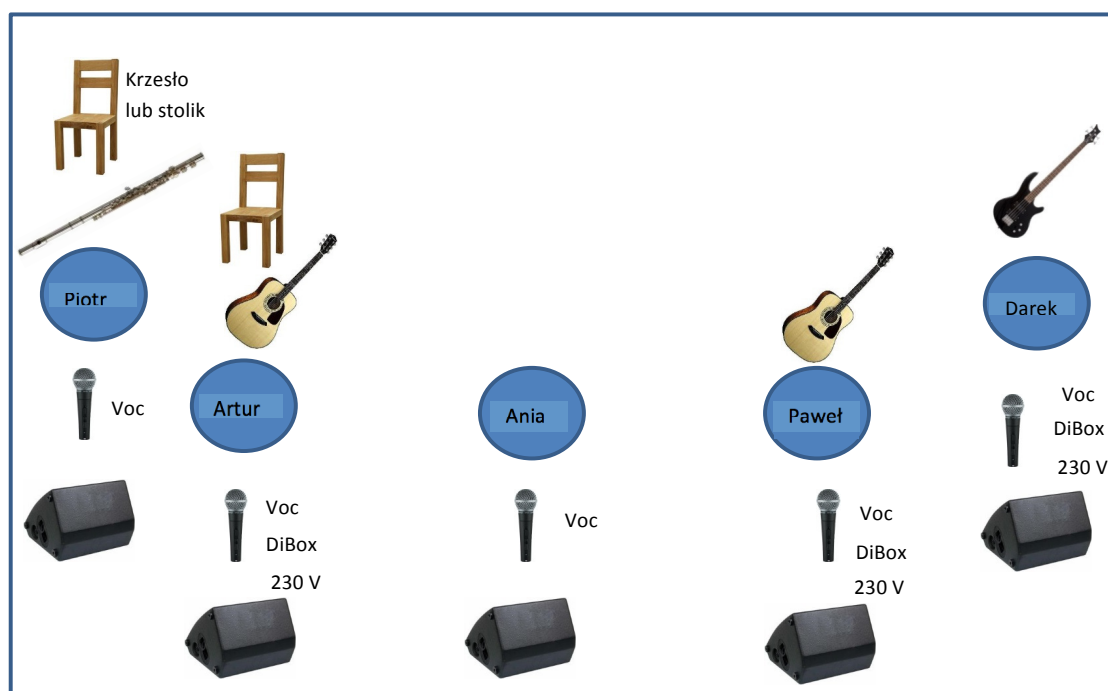 Krzesło
lub stolik
Piotr
Darek
Voc
Artur
Ania
Paweł
Voc
DiBox
230 V
Voc
DiBox
230 V
Voc
Voc
DiBox
230 V